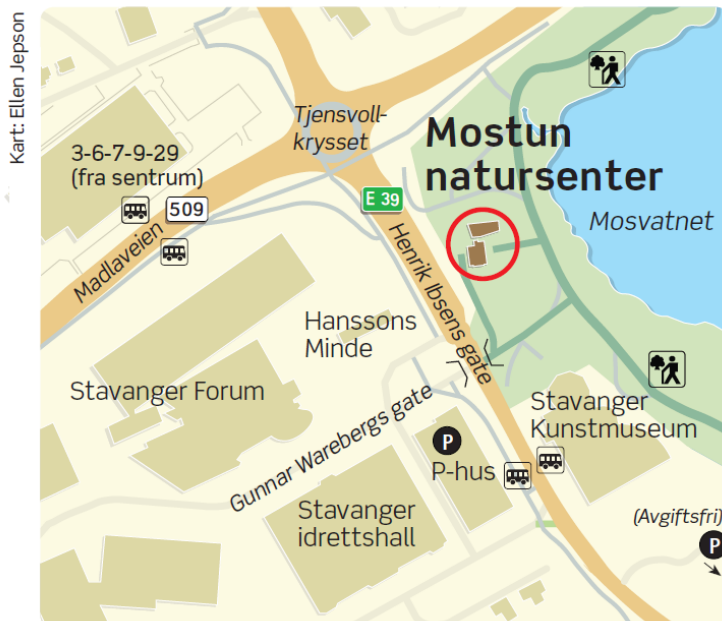 Kart: Ellen Jepson
Tjensvoll-
krysset
Mostun
natursenter
3-6-7-9-29
(fra sentrum)
509
E 39
Mosvatnet
Madlaveien
Henrik Ibsens gate
Hanssons
Minde
Stavanger Forum
Stavanger
Kunstmuseum
Gunnar Warebergs gate
P
P-hus
Stavanger
idrettshall
(Avgiftsfri)
P